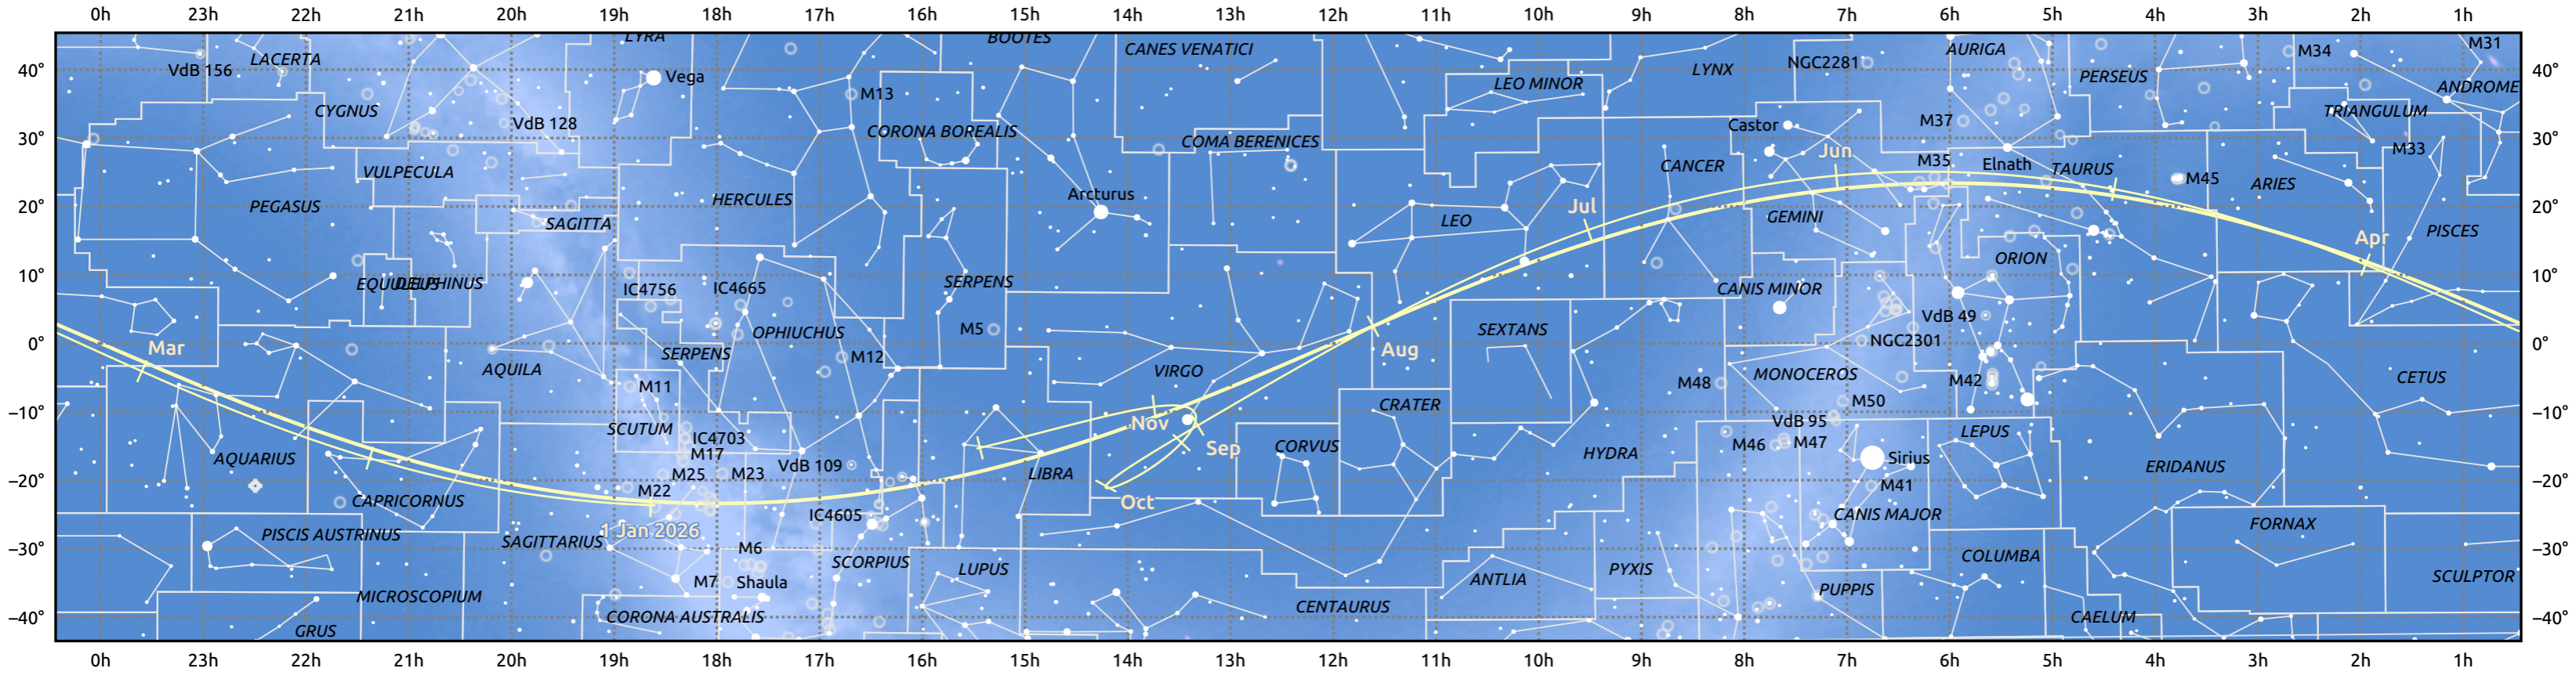 0h 23h 22h 21h 20h 19h 18h 17h 16h 15h 14h 13h 12h 11h 10h 9h 8h 7h 6h 5h 4h 3h 2h 1h
LYRA BOOTES CANES VENATICI AURIGA M31
LACERTA M34
40° VdB 156 Vega NGC2281 LYNX PERSEUS 40°
LEO MINOR ANDROME
CYGNUS M13 TRIANGULUM
VdB 128 CORONA BOREALIS Castor M37
30° COMA BERENICES M33 30°
Jun
VULPECULA CANCER M35 Elnath TAURUS
Arcturus M45 ARIES
20° PEGASUS HERCULES Jul 20°
SAGITTA LEO GEMINI PISCES
Apr
ORION
10° EQUULEUS DELPHINUS IC4756 IC4665 SERPENS CANIS MINOR 10°
OPHIUCHUS M5 SEXTANS VdB 49
0° Mar SERPENS M12 Aug NGC2301 0°
AQUILA VIRGO MONOCEROS CETUS
M11 M48 M42
−10° CRATER M50 −10°
SCUTUM Nov VdB 95 LEPUS
IC4703 Sep CORVUS M46 M47
M17 HYDRA
AQUARIUS VdB 109 Sirius ERIDANUS
−20° M25 M23 LIBRA −20°
CAPRICORNUS M22 Oct M41
IC4605 CANIS MAJOR FORNAX
1 Jan 2026
PISCIS AUSTRINUS SAGITTARIUS
−30° M6 COLUMBA −30°
SCORPIUS LUPUS PYXIS
M7 Shaula ANTLIA PUPPIS SCULPTOR
MICROSCOPIUM
−40° CORONA AUSTRALIS CENTAURUS CAELUM −40°
GRUS
0h 23h 22h 21h 20h 19h 18h 17h 16h 15h 14h 13h 12h 11h 10h 9h 8h 7h 6h 5h 4h 3h 2h 1h